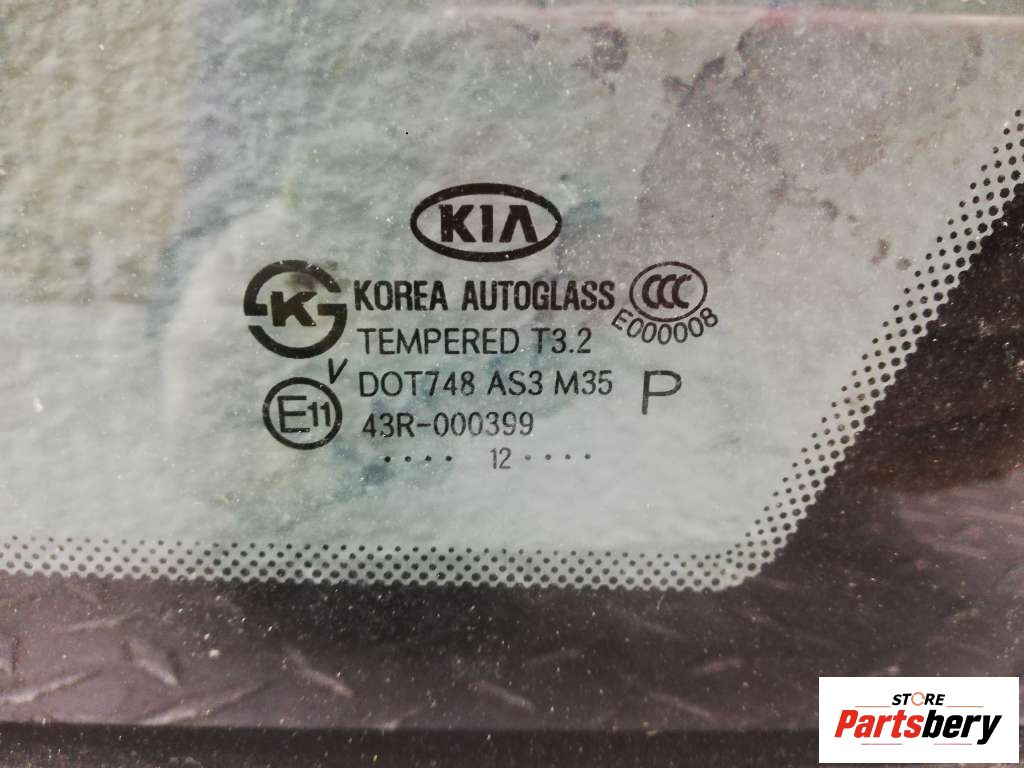 KIA
K
KOREA AUTOGLASS
CCC
E000008
TEMPERED T3.2
V
DOT748 AS3 M35
P
E11
43R-000399
.... 12 ....
STORE
Partsbery